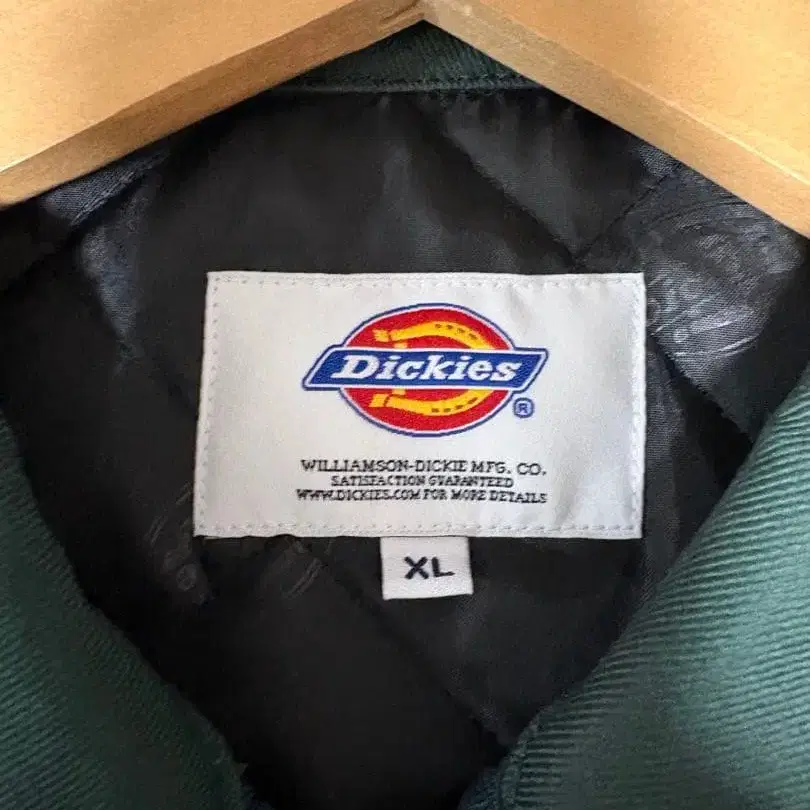 Dickies
®
WILLIAMSON-DICKIE MFG. CO.
SATISFACTION GUARANTEED
WWW.DICKIES.COM FOR MORE DETAILS
XL